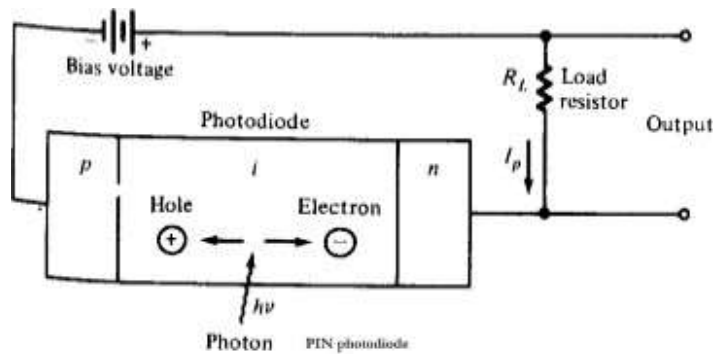 - +
Bias voltage
R_L Load
resistor
Photodiode
Output
p i n
I_p
Hole Electron
+ −
hν
Photon PIN photodiode